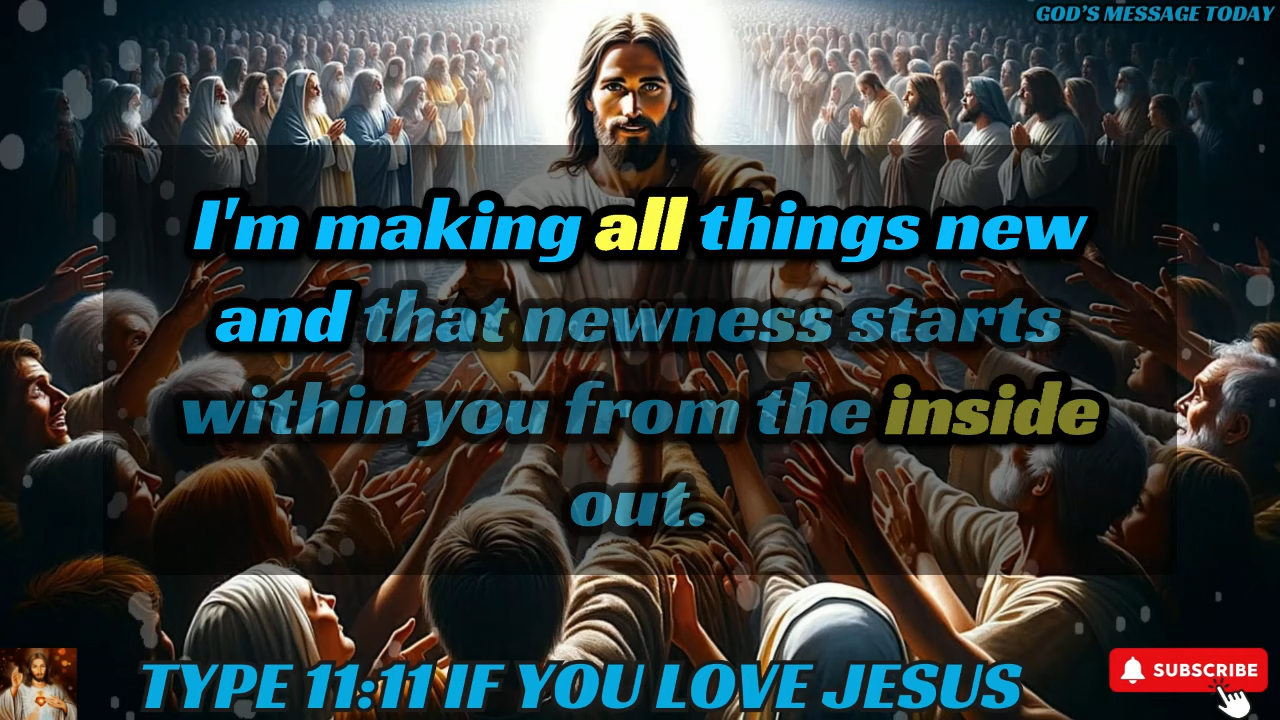 GOD'S MESSAGE TODAY
I'm making all things new
and that newness starts
within you from the inside
out.
TYPE 11:11 IF YOU LOVE JESUS
SUBSCRIBE